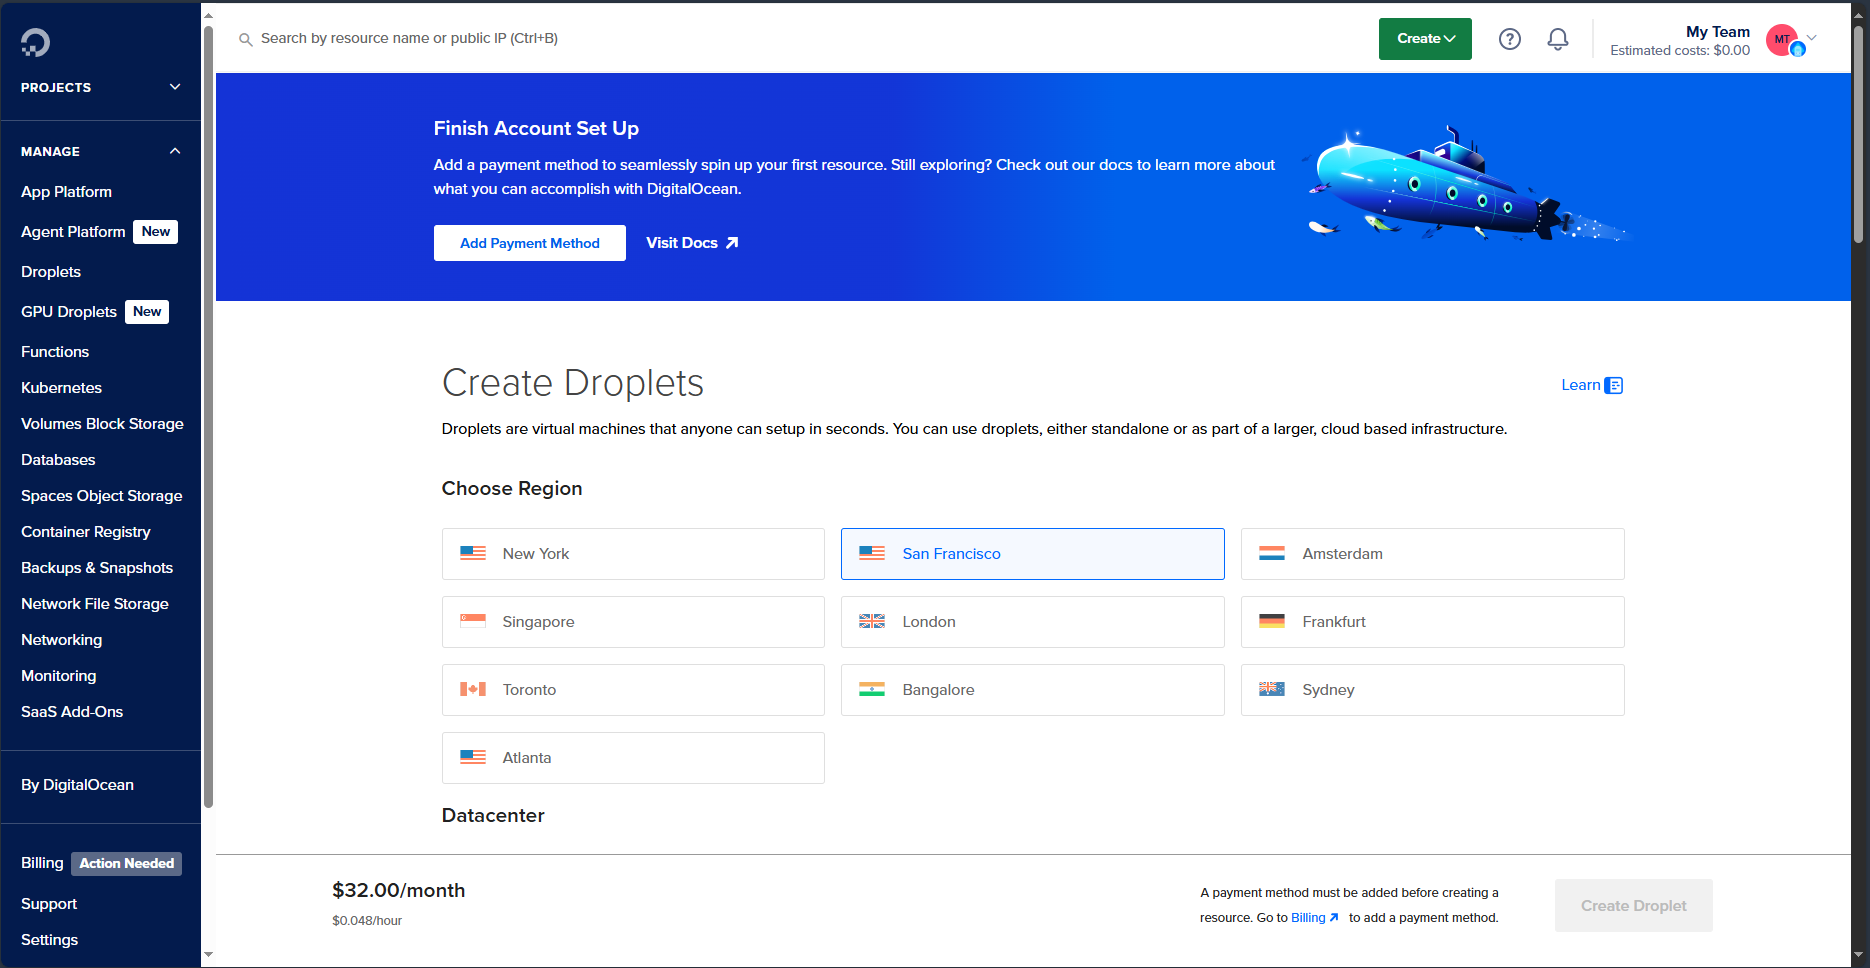 PROJECTS
MANAGE
App Platform
Agent Platform New
Droplets
GPU Droplets New
Functions
Kubernetes
Volumes Block Storage
Databases
Spaces Object Storage
Container Registry
Backups & Snapshots
Network File Storage
Networking
Monitoring
SaaS Add-Ons
By DigitalOcean
Billing Action Needed
Support
Settings
Search by resource name or public IP (Ctrl+B)
Create
My Team
Estimated costs: $0.00
MT
Finish Account Set Up
Add a payment method to seamlessly spin up your first resource. Still exploring? Check out our docs to learn more about
what you can accomplish with DigitalOcean.
Add Payment Method
Visit Docs
Create Droplets
Learn
Droplets are virtual machines that anyone can setup in seconds. You can use droplets, either standalone or as part of a larger, cloud based infrastructure.
Choose Region
New York
San Francisco
Amsterdam
Singapore
London
Frankfurt
Toronto
Bangalore
Sydney
Atlanta
Datacenter
$32.00/month
$0.048/hour
A payment method must be added before creating a
resource. Go to Billing to add a payment method.
Create Droplet